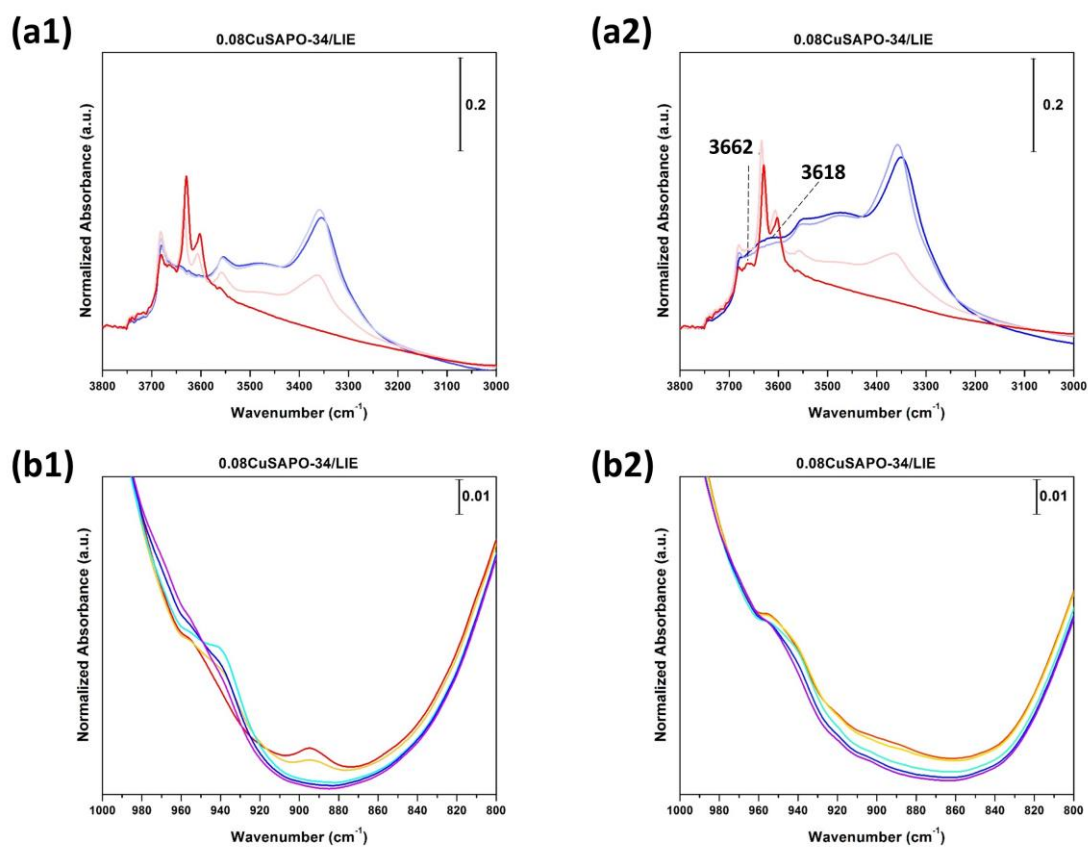 (a1)
0.08CuSAPO-34/LIE
Normalized Absorbance (a.u.)
0.2
3800 3700 3600 3500 3400 3300 3200 3100 3000
Wavenumber (cm-1)
(a2)
0.08CuSAPO-34/LIE
Normalized Absorbance (a.u.)
0.2
3662
3618
3800 3700 3600 3500 3400 3300 3200 3100 3000
Wavenumber (cm-1)
(b1)
0.08CuSAPO-34/LIE
Normalized Absorbance (a.u.)
0.01
1000 980 960 940 920 900 880 860 840 820 800
Wavenumber (cm-1)
(b2)
0.08CuSAPO-34/LIE
Normalized Absorbance (a.u.)
0.01
1000 980 960 940 920 900 880 860 840 820 800
Wavenumber (cm-1)